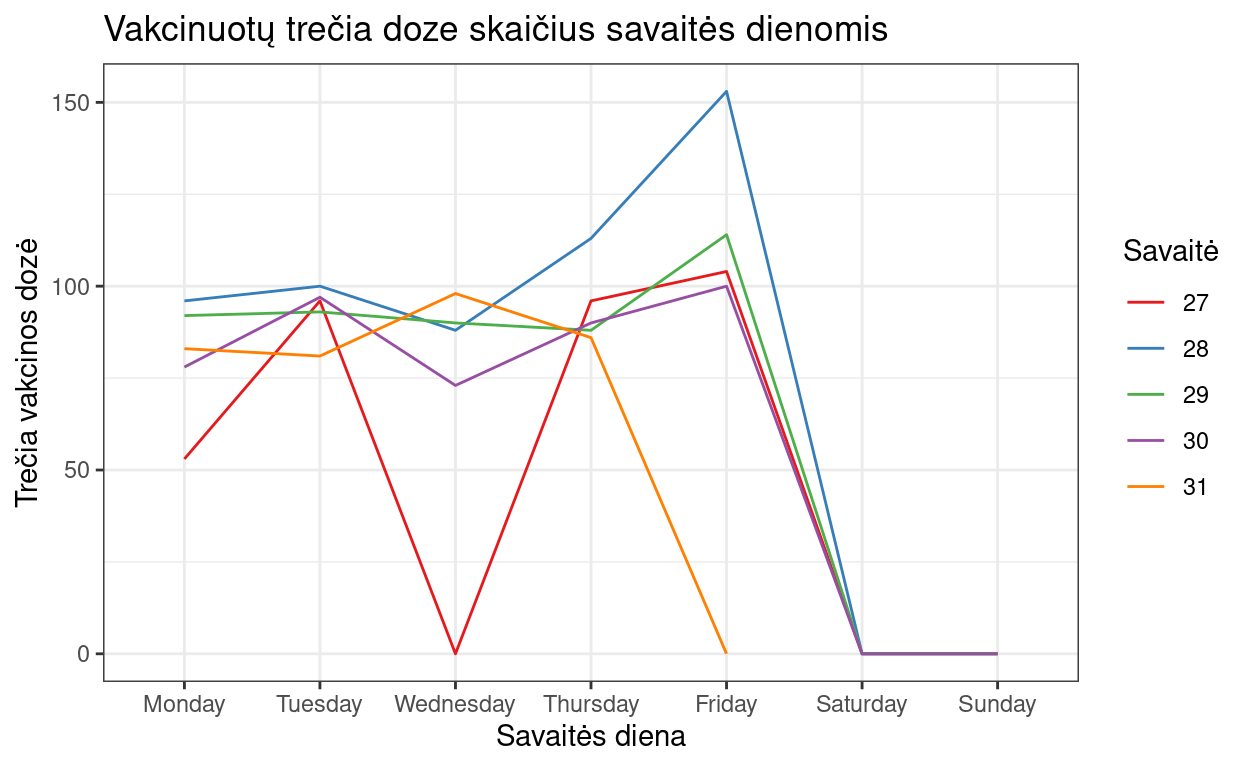 Vakcinuotų trečia doze skaičius savaitės dienomis
Trečia vakcinos dozė
150
100
50
0
Monday Tuesday Wednesday Thursday Friday Saturday Sunday
Savaitės diena
Savaitė
27
28
29
30
31